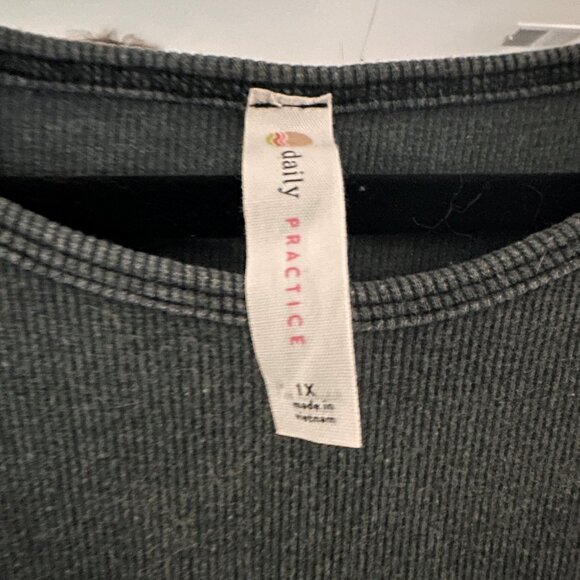 daily
PRACTICE
1X
made in
vietnam